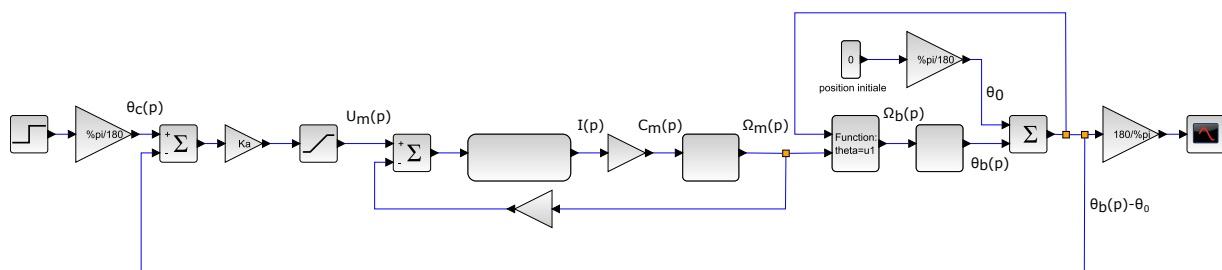 0
%pi/180
position initiale
θ0
θc(p)
%pi/180
+
-
Σ
Ka
Um(p)
+
-
Σ
I(p)
Cm(p)
Ωm(p)
Function:
theta=u1
Ωb(p)
θb(p)
Σ
180/%pi
θb(p)-θ0